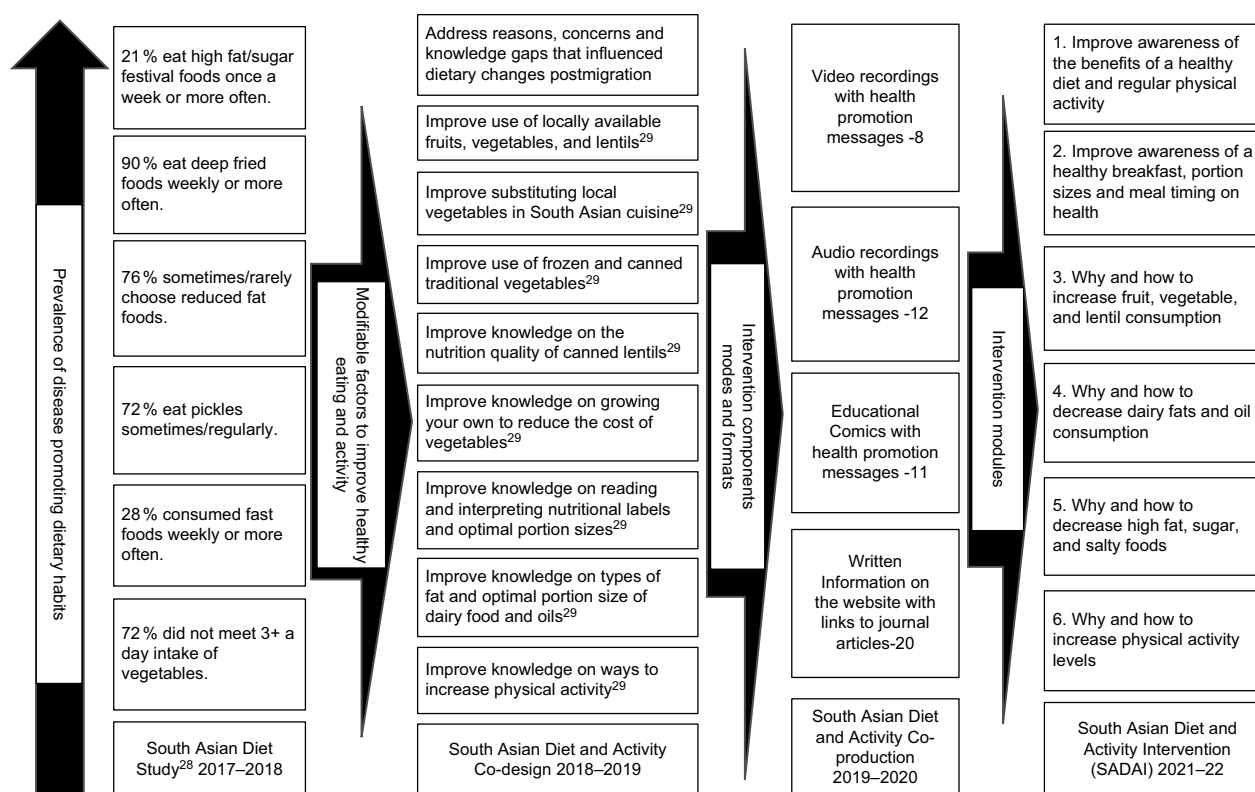 Prevalence of disease promoting dietary habits
21 % eat high fat/sugar
festival foods once a
week or more often.
90 % eat deep fried
foods weekly or more
often.
76 % sometimes/rarely
choose reduced fat
foods.
72 % eat pickles
sometimes/regularly.
28 % consumed fast
foods weekly or more
often.
72 % did not meet 3+ a
day intake of
vegetables.
South Asian Diet
Study28 2017–2018
Modifiable factors to improve healthy
eating and activity
Address reasons, concerns and
knowledge gaps that influenced
dietary changes postmigration
Improve use of locally available
fruits, vegetables, and lentils29
Improve substituting local
vegetables in South Asian cuisine29
Improve use of frozen and canned
traditional vegetables29
Improve knowledge on the
nutrition quality of canned lentils29
Improve knowledge on growing
your own to reduce the cost of
vegetables29
Improve knowledge on reading
and interpreting nutritional labels
and optimal portion sizes29
Improve knowledge on types of
fat and optimal portion size of
dairy food and oils29
Improve knowledge on ways to
increase physical activity29
South Asian Diet and Activity
Co-design 2018–2019
Intervention components
modes and formats
Video recordings
with health
promotion
messages -8
Audio recordings
with health
promotion
messages -12
Educational
Comics with
health promotion
messages -11
Written
Information on
the website with
links to journal
articles-20
South Asian Diet
and Activity Co-
production
2019–2020
Intervention modules
1. Improve awareness of
the benefits of a healthy
diet and regular physical
activity
2. Improve awareness of a
healthy breakfast, portion
sizes and meal timing on
health
3. Why and how to
increase fruit, vegetable,
and lentil consumption
4. Why and how to
decrease dairy fats and oil
consumption
5. Why and how to
decrease high fat, sugar,
and salty foods
6. Why and how to
increase physical activity
levels
South Asian Diet and
Activity Intervention
(SADAI) 2021–22